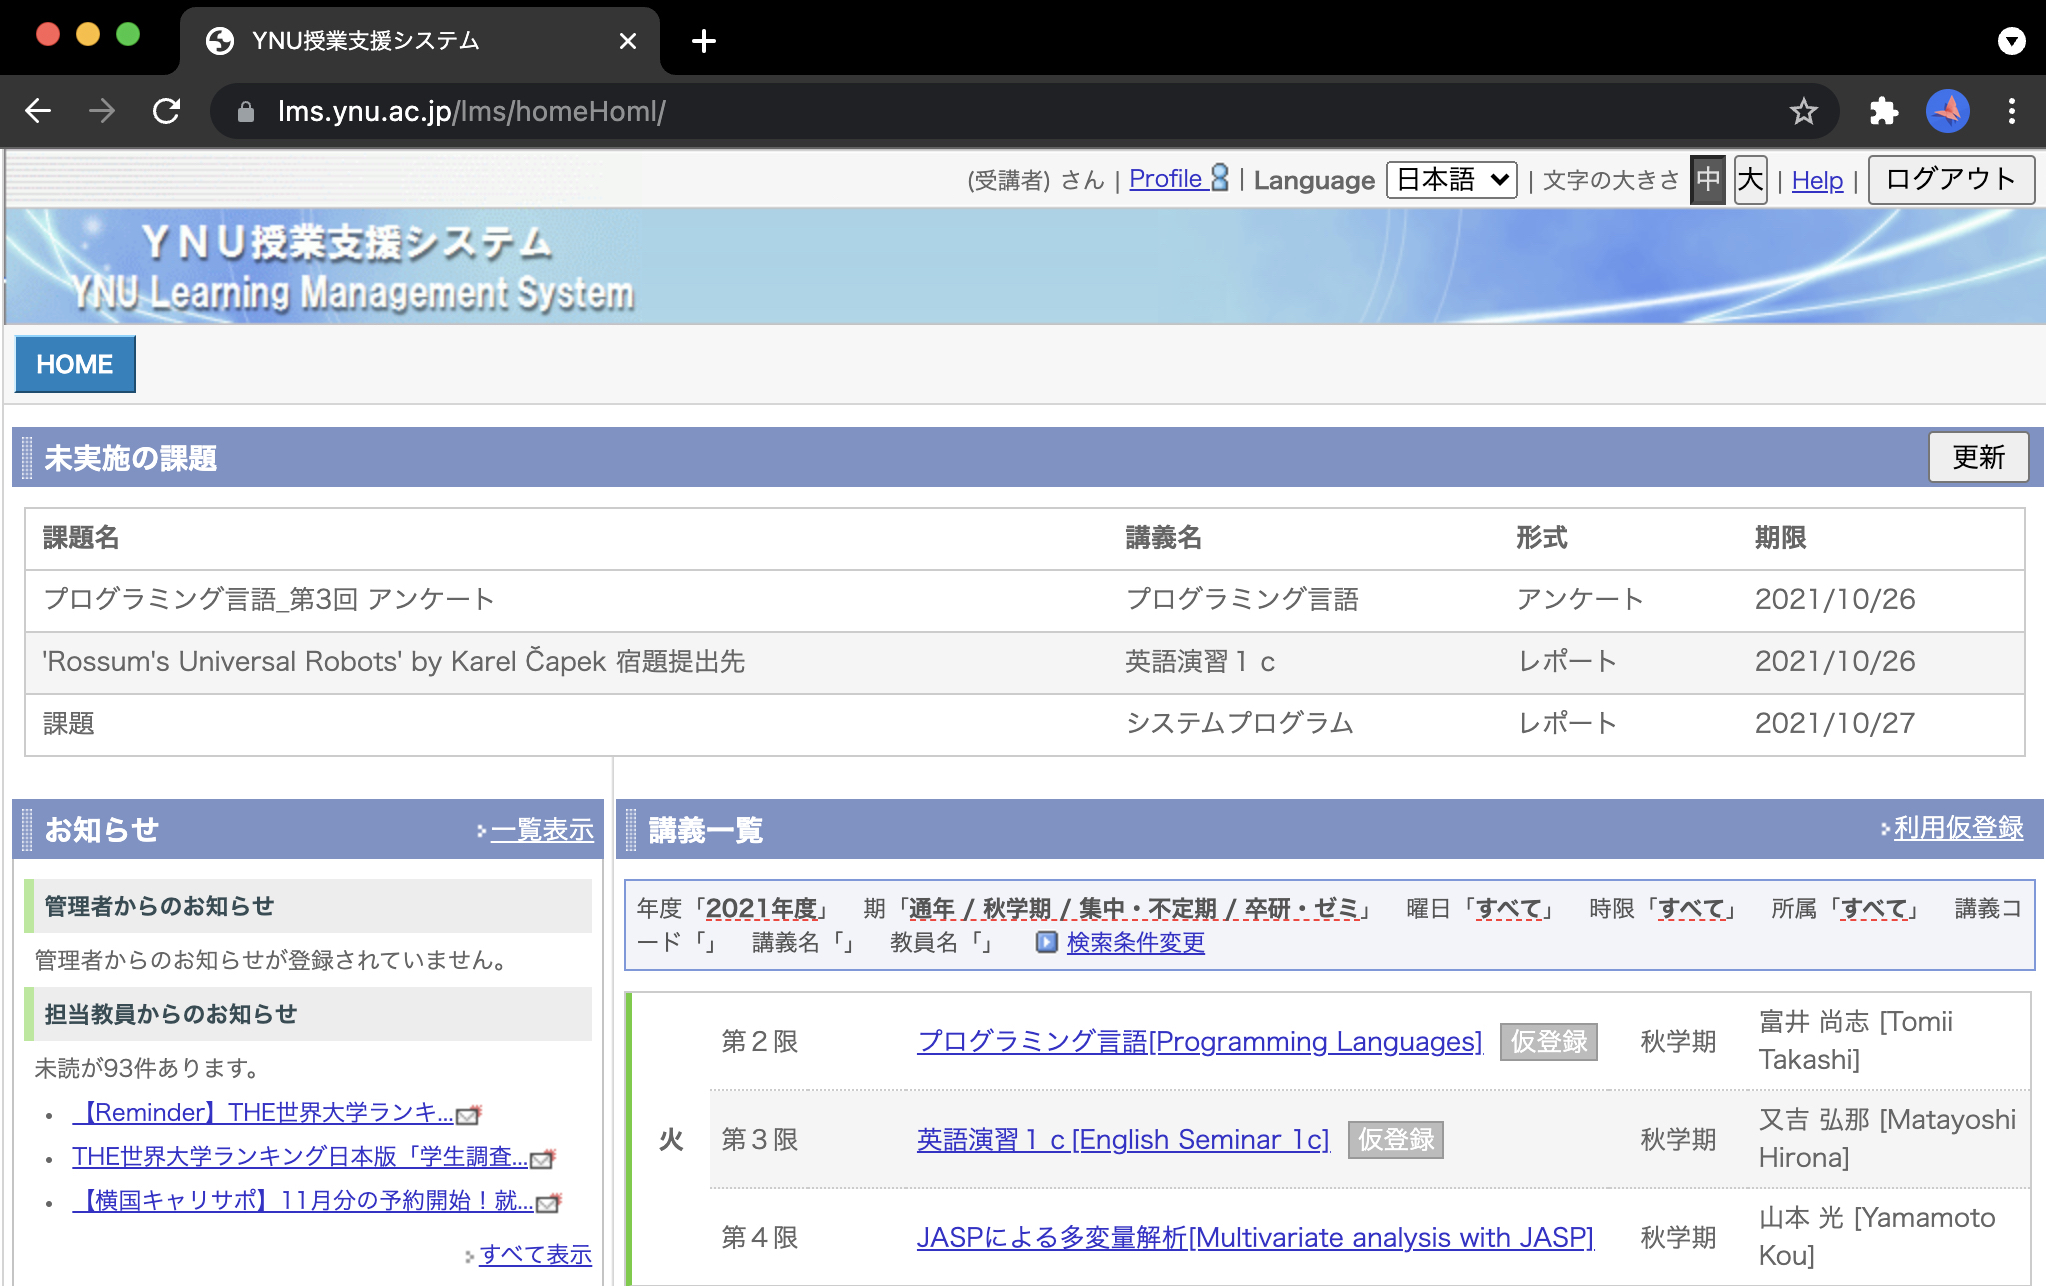 YNU授業支援システム
lms.ynu.ac.jp/lms/homeHoml/
(受講者) さん | Profile | Language 日本語 | 文字の大きさ 中 大 | Help | ログアウト
ＹＮＵ授業支援システム
YNU Learning Management System
HOME
未実施の課題 更新
課題名 講義名 形式 期限
プログラミング言語_第3回 アンケート プログラミング言語 アンケート 2021/10/26
'Rossum's Universal Robots' by Karel Čapek 宿題提出先 英語演習１ｃ レポート 2021/10/26
課題 システムプログラム レポート 2021/10/27
お知らせ 一覧表示
管理者からのお知らせ
管理者からのお知らせが登録されていません。
担当教員からのお知らせ
未読が93件あります。
【Reminder】THE世界大学ランキ...
THE世界大学ランキング日本版「学生調査...
【横国キャリサポ】11月分の予約開始！就...
すべて表示
講義一覧 利用仮登録
年度「2021年度」 期「通年 / 秋学期 / 集中・不定期 / 卒研・ゼミ」 曜日「すべて」 時限「すべて」 所属「すべて」 講義コ
ード「」 講義名「」 教員名「」 検索条件変更
火
第２限 プログラミング言語[Programming Languages] 仮登録 秋学期 富井 尚志 [Tomii
Takashi]
第３限 英語演習１ｃ[English Seminar 1c] 仮登録 秋学期 又吉 弘那 [Matayoshi
Hirona]
第４限 JASPによる多変量解析[Multivariate analysis with JASP] 秋学期 山本 光 [Yamamoto
Kou]